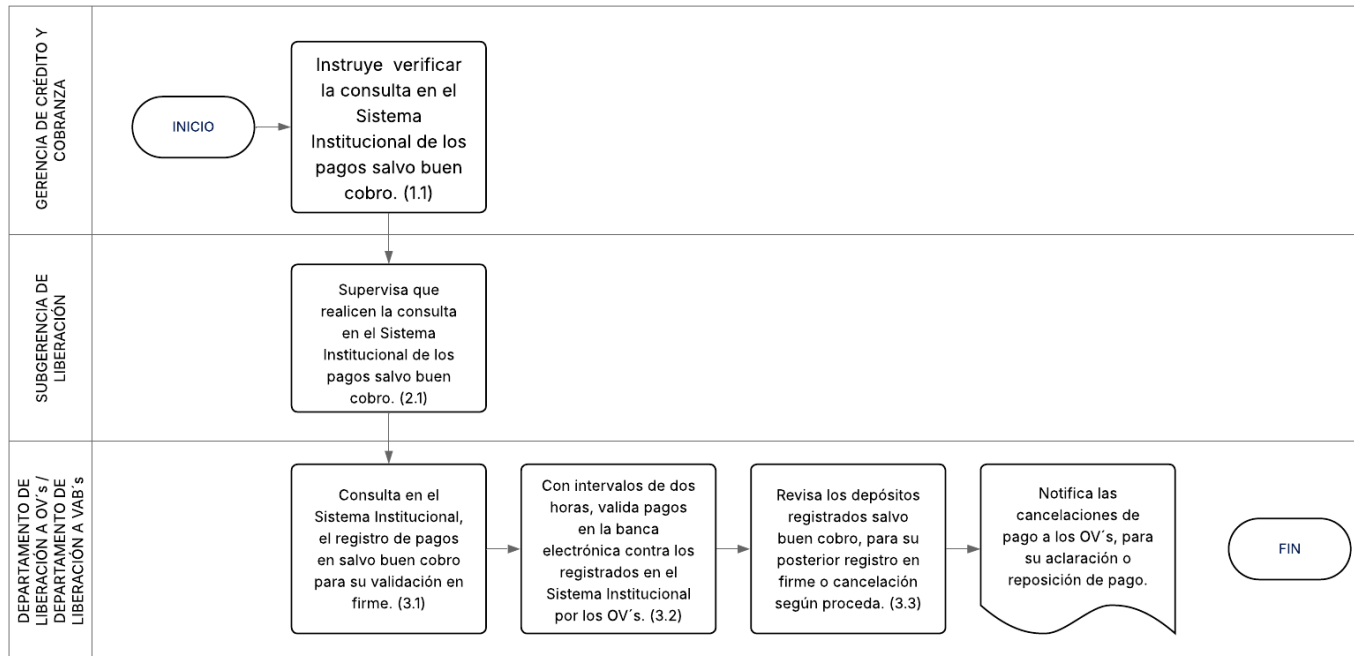 GERENCIA DE CRÉDITO Y
COBRANZA
INICIO
Instruye verificar
la consulta en el
Sistema
Institucional de los
pagos salvo buen
cobro. (1.1)
SUBGERENCIA DE
LIBERACIÓN
Supervisa que
realicen la consulta
en el Sistema
Institucional de los
pagos salvo buen
cobro. (2.1)
DEPARTAMENTO DE
LIBERACIÓN A OV´s /
DEPARTAMENTO DE
LIBERACIÓN A VAB´s
Consulta en el
Sistema Institucional,
el registro de pagos
en salvo buen cobro
para su validación en
firme. (3.1)
Con intervalos de dos
horas, valida pagos
en la banca
electrónica contra los
registrados en el
Sistema Institucional
por los OV´s. (3.2)
Revisa los depósitos
registrados salvo
buen cobro, para su
posterior registro en
firme o cancelación
según proceda. (3.3)
Notifica las
cancelaciones de
pago a los OV´s, para
su aclaración o
reposición de pago.
FIN